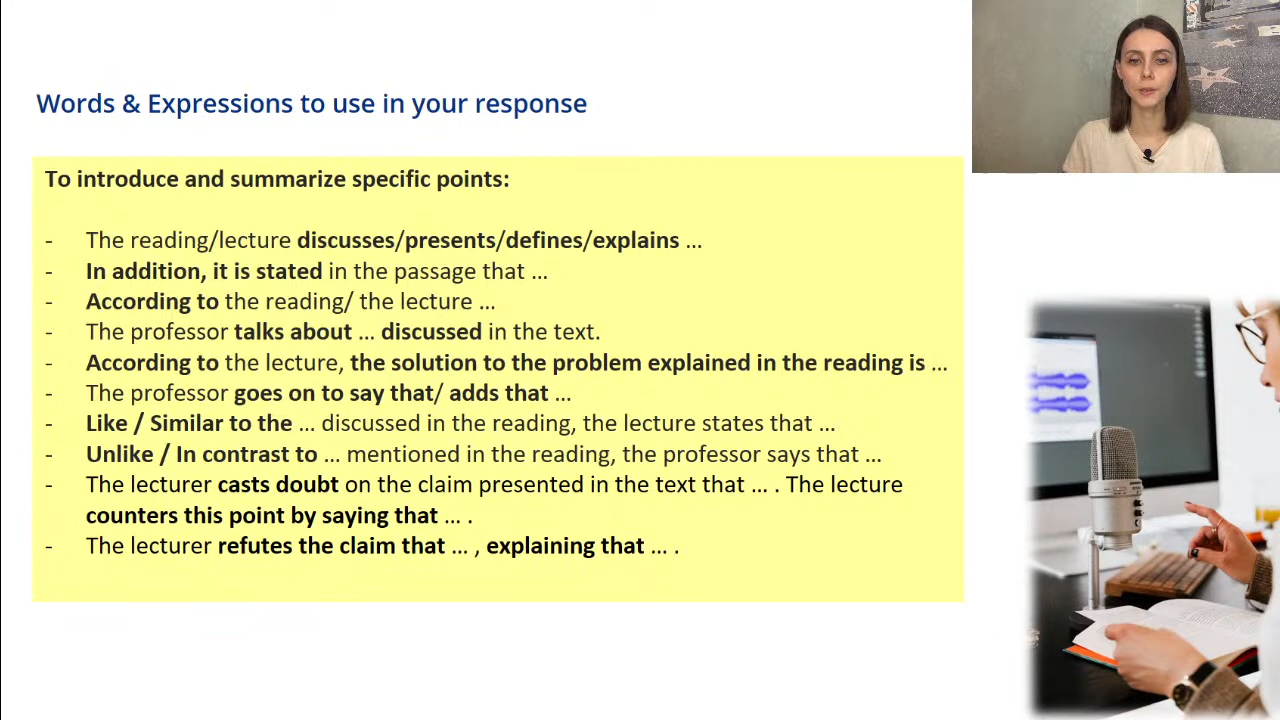 Words & Expressions to use in your response
To introduce and summarize specific points:
- The reading/lecture discusses/presents/defines/explains ...
- In addition, it is stated in the passage that ...
- According to the reading/ the lecture ...
- The professor talks about ... discussed in the text.
- According to the lecture, the solution to the problem explained in the reading is ...
- The professor goes on to say that/ adds that ...
- Like / Similar to the ... discussed in the reading, the lecture states that ...
- Unlike / In contrast to ... mentioned in the reading, the professor says that ...
- The lecturer casts doubt on the claim presented in the text that ... . The lecture
counters this point by saying that ... .
- The lecturer refutes the claim that ... , explaining that ... .